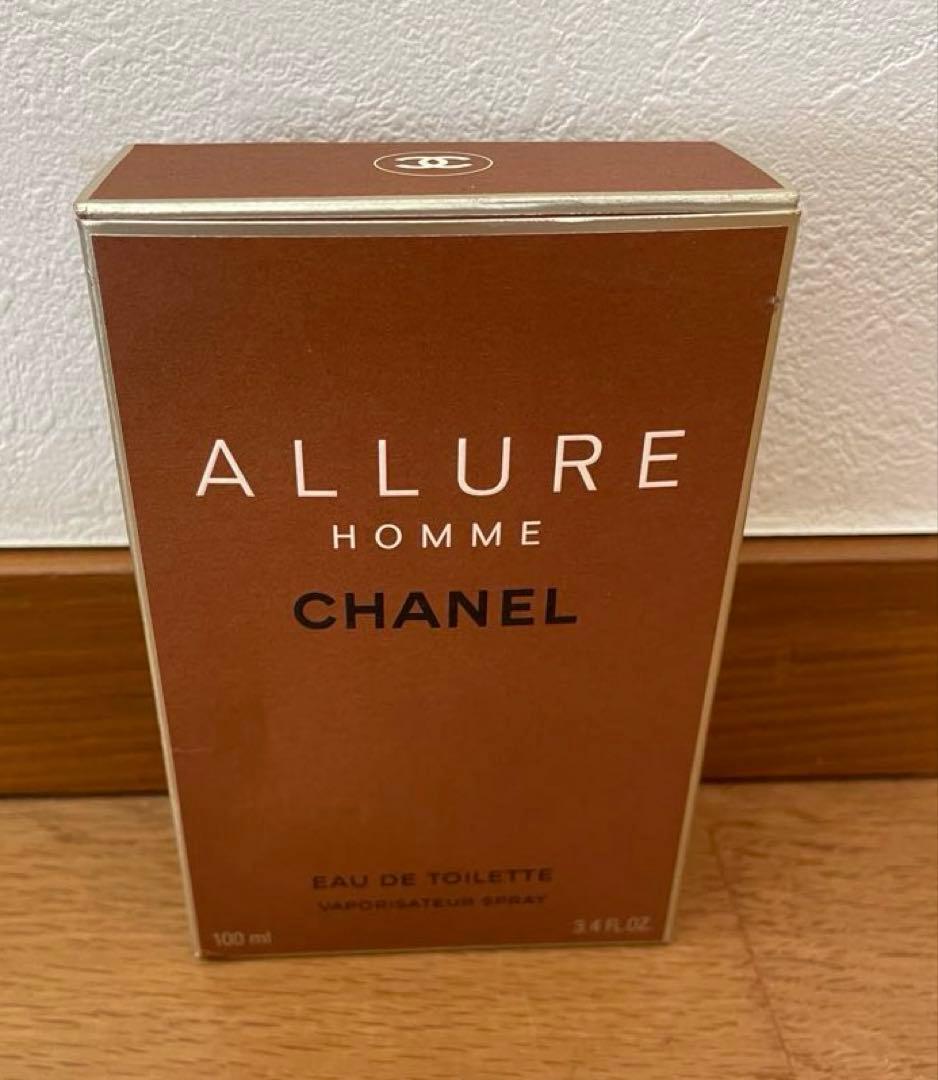 ALLURE
HOMME
CHANEL
EAU DE TOILETTE
VAPORISATEUR SPRAY
100 ml 3.4 FL.OZ.